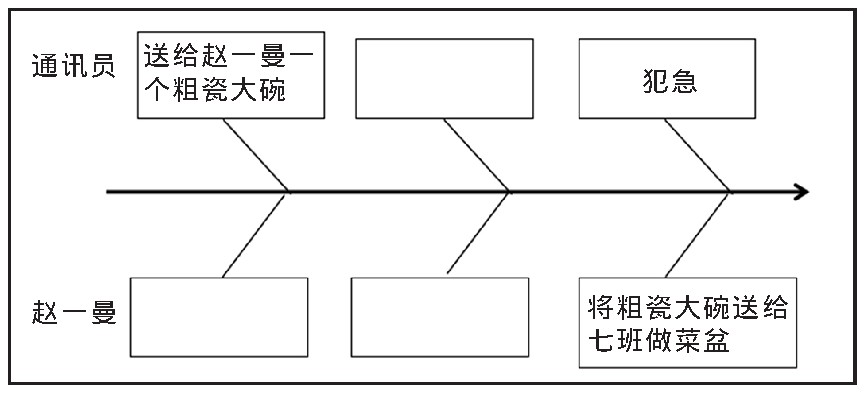 通讯员
送给赵一曼一
个粗瓷大碗
犯急
赵一曼
将粗瓷大碗送给
七班做菜盆